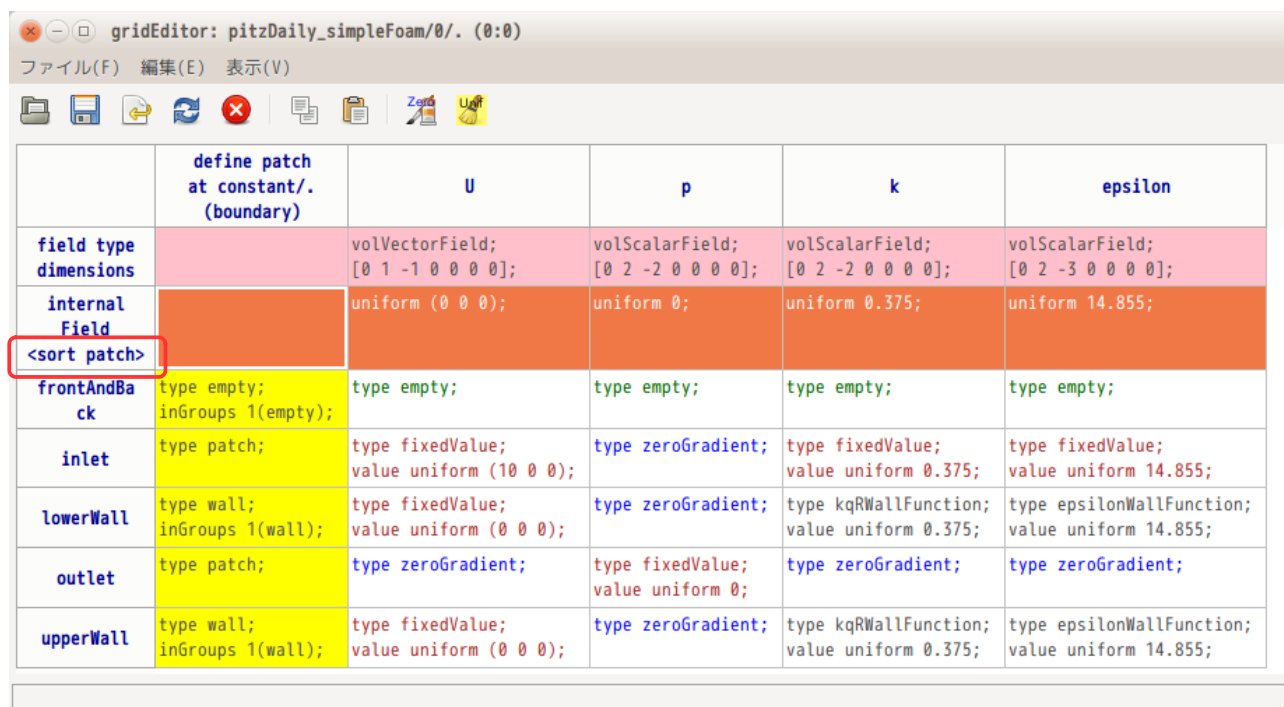 gridEditor: pitzDaily_simpleFoam/0/. (0:0)
ファイル(F) 編集(E) 表示(V)
Zero Unif
define patch
at constant/.
(boundary)
U
p
k
epsilon
field type
dimensions
volVectorField;
[0 1 -1 0 0 0 0];
volScalarField;
[0 2 -2 0 0 0 0];
volScalarField;
[0 2 -2 0 0 0 0];
volScalarField;
[0 2 -3 0 0 0 0];
internal
Field
<sort patch>
uniform (0 0 0);
uniform 0;
uniform 0.375;
uniform 14.855;
frontAndBa
ck
type empty;
inGroups 1(empty);
type empty;
type empty;
type empty;
type empty;
inlet
type patch;
type fixedValue;
value uniform (10 0 0);
type zeroGradient;
type fixedValue;
value uniform 0.375;
type fixedValue;
value uniform 14.855;
lowerWall
type wall;
inGroups 1(wall);
type fixedValue;
value uniform (0 0 0);
type zeroGradient;
type kqRWallFunction;
value uniform 0.375;
type epsilonWallFunction;
value uniform 14.855;
outlet
type patch;
type zeroGradient;
type fixedValue;
value uniform 0;
type zeroGradient;
type zeroGradient;
upperWall
type wall;
inGroups 1(wall);
type fixedValue;
value uniform (0 0 0);
type zeroGradient;
type kqRWallFunction;
value uniform 0.375;
type epsilonWallFunction;
value uniform 14.855;